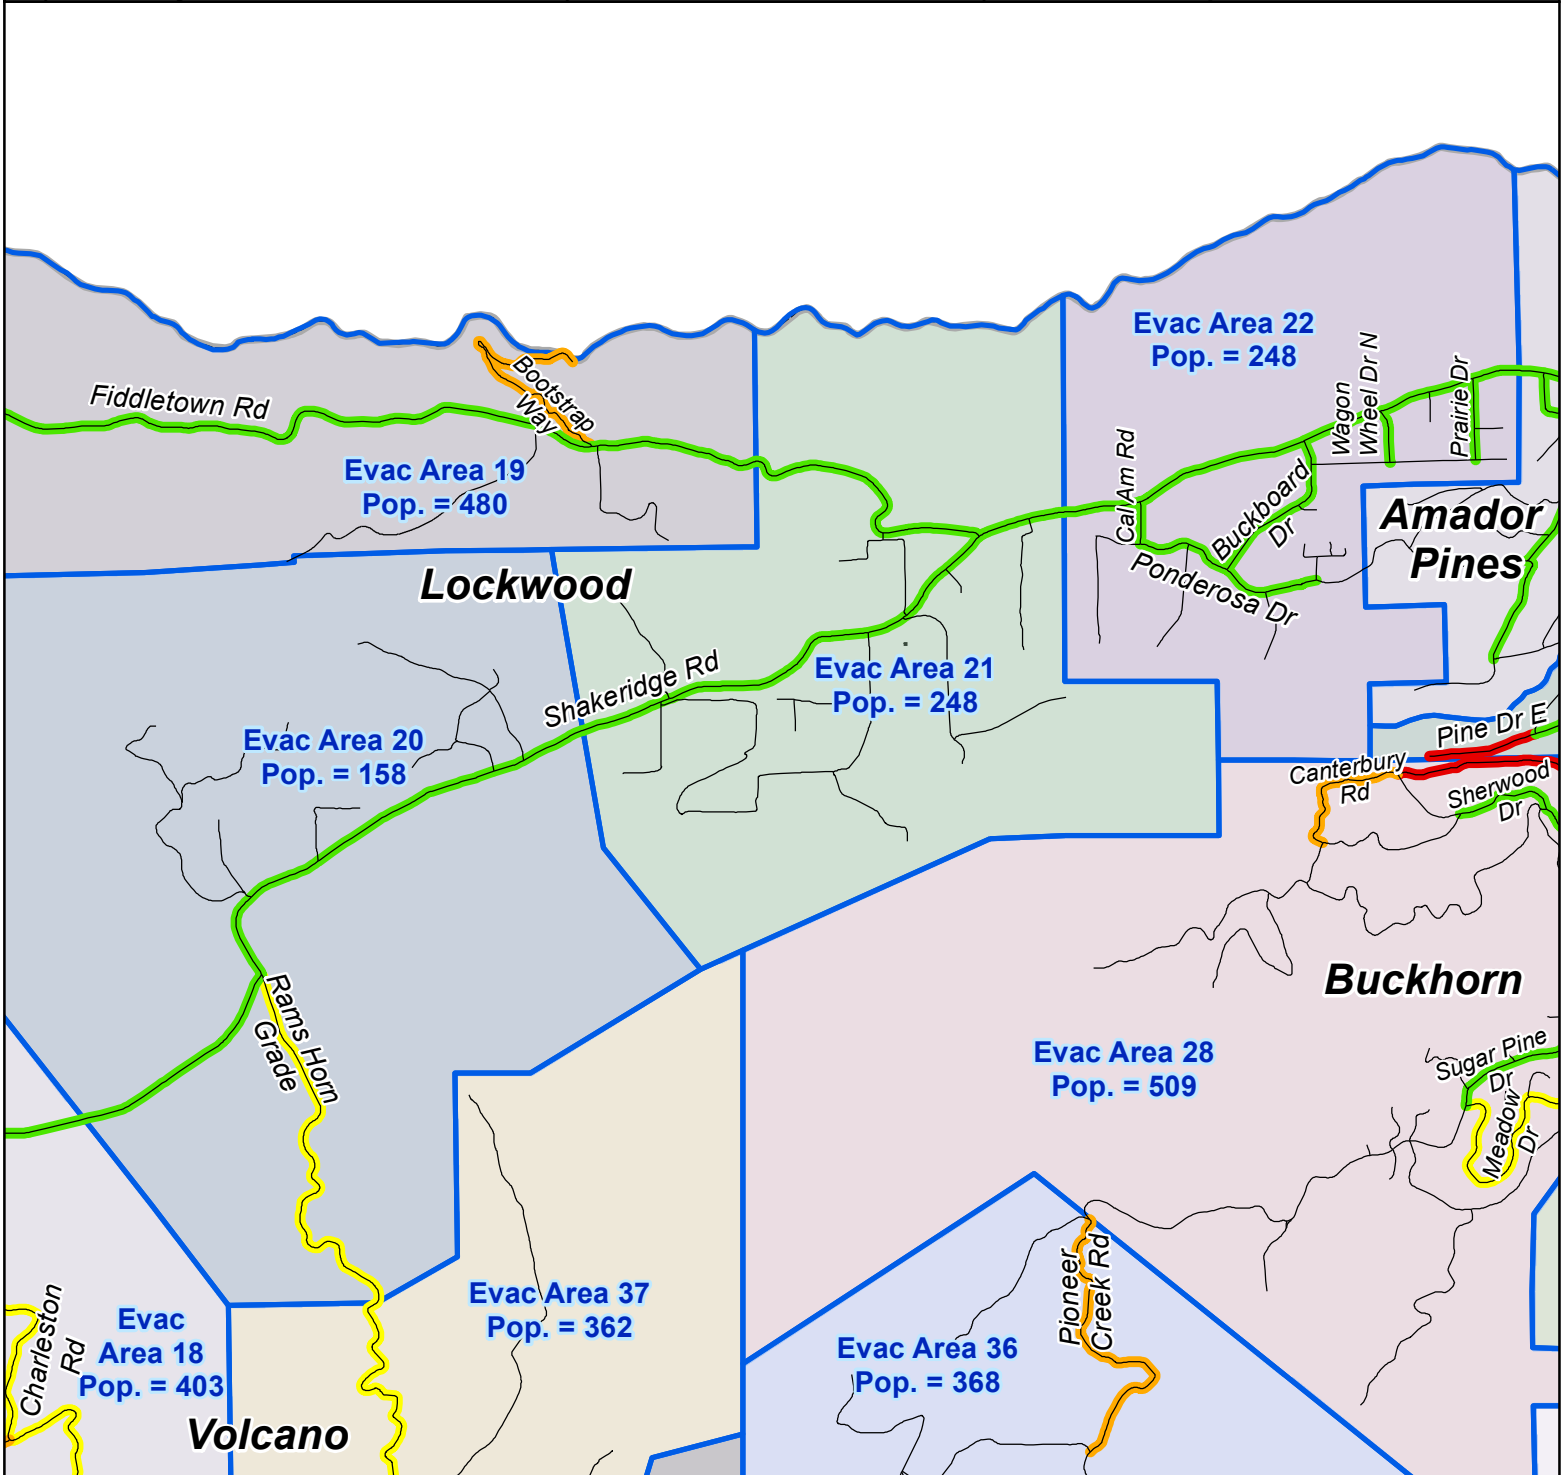 Evac Area 22
Pop. = 248
Fiddletown Rd
Bootstrap
Way
Wagon
Wheel Dr N
Prairie Dr
Cal Am Rd
Evac Area 19
Pop. = 480
Buckboard
Dr
Amador
Pines
Ponderosa Dr
Lockwood
Evac Area 21
Pop. = 248
Shakeridge Rd
Evac Area 20
Pop. = 158
Pine Dr E
Canterbury
Rd
Sherwood
Dr
Buckhorn
Rams Horn
Grade
Evac Area 28
Pop. = 509
Sugar Pine
Dr
Meadow
Dr
Pioneer
Creek Rd
Evac Area 37
Pop. = 362
Charleston
Rd
Evac
Area 18
Pop. = 403
Evac Area 36
Pop. = 368
Volcano